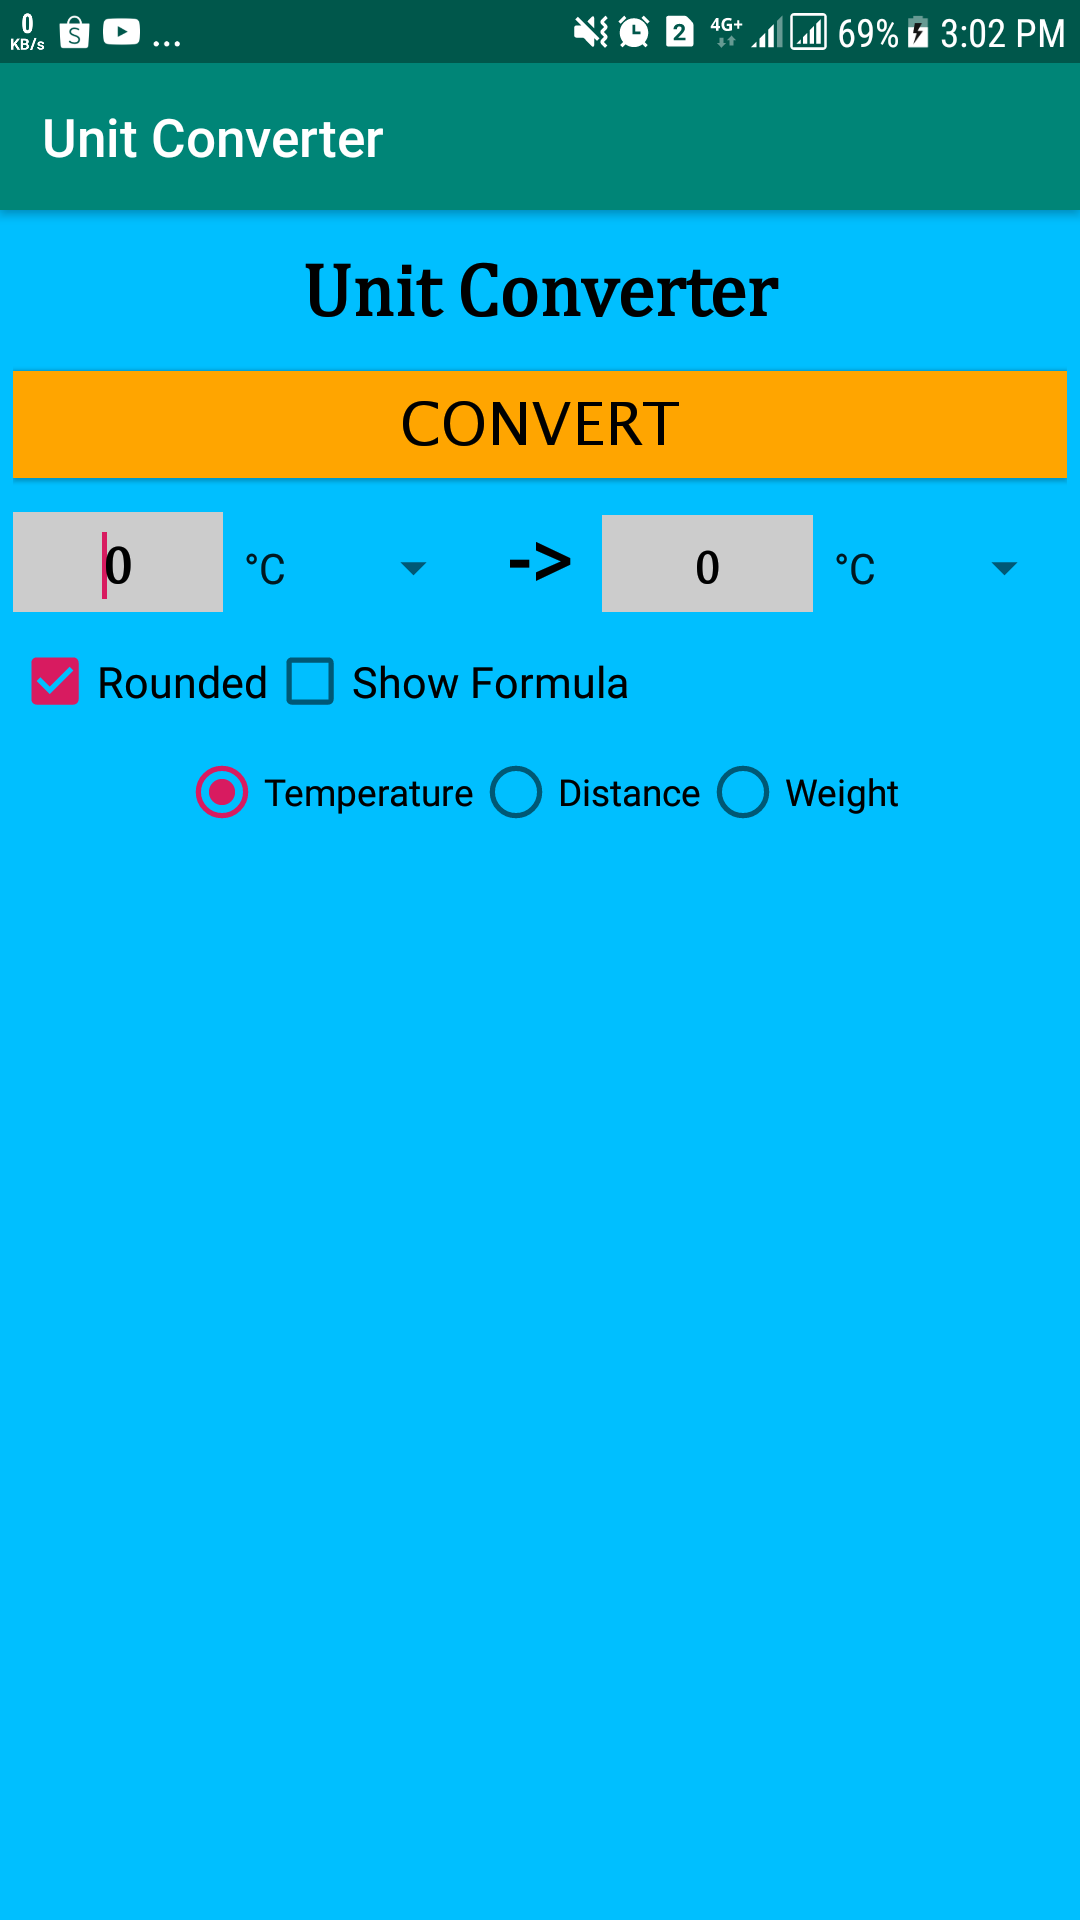 0
KB/s
S
...
2
4G+
69%
3:02 PM
Unit Converter
Unit Converter
CONVERT
0 °C -> 0 °C
Rounded Show Formula
Temperature Distance Weight